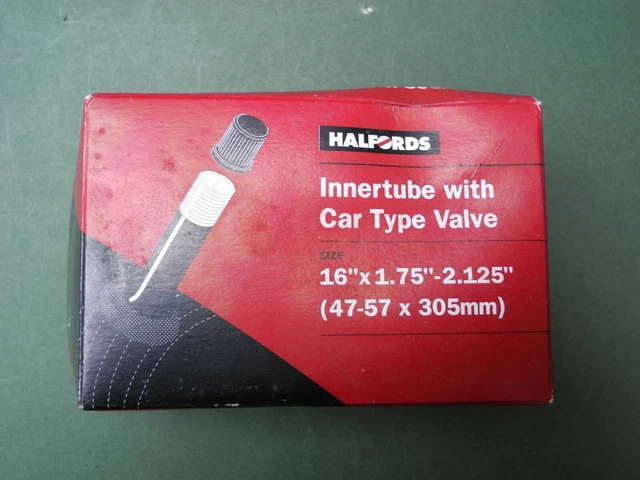 HALFORDS
Innertube with
Car Type Valve
SIZE
16"x 1.75"-2.125"
(47-57 x 305mm)